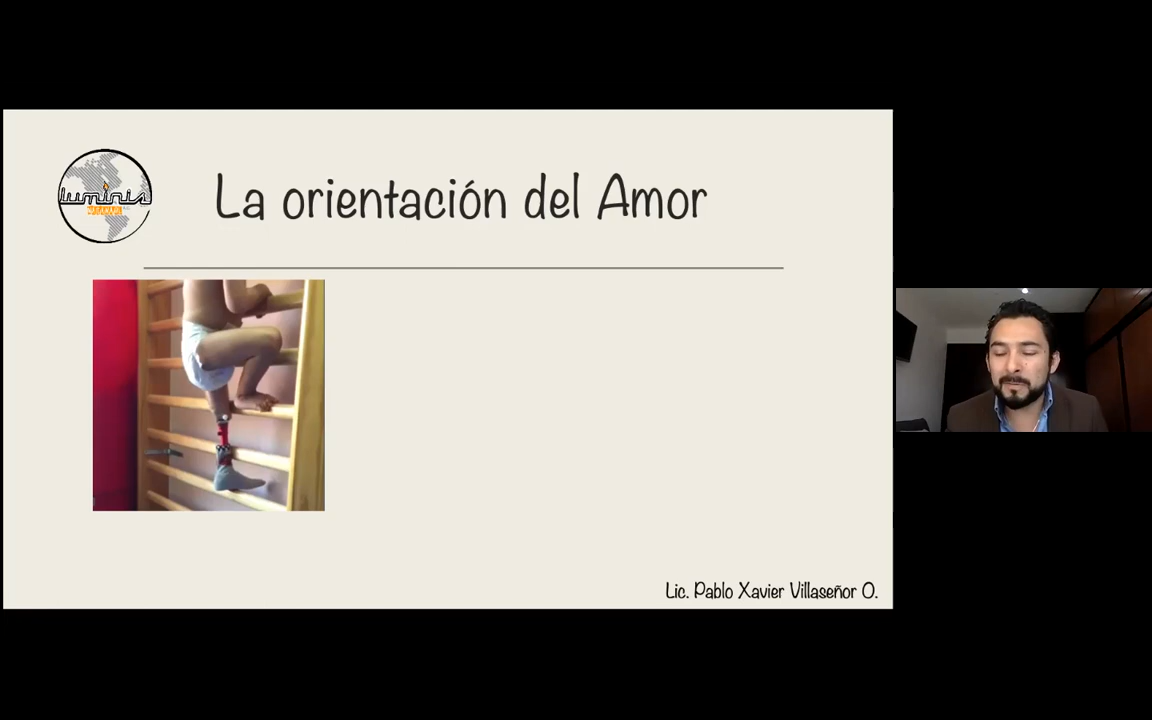 luminis
La orientación del Amor
Lic. Pablo Xavier Villaseñor O.